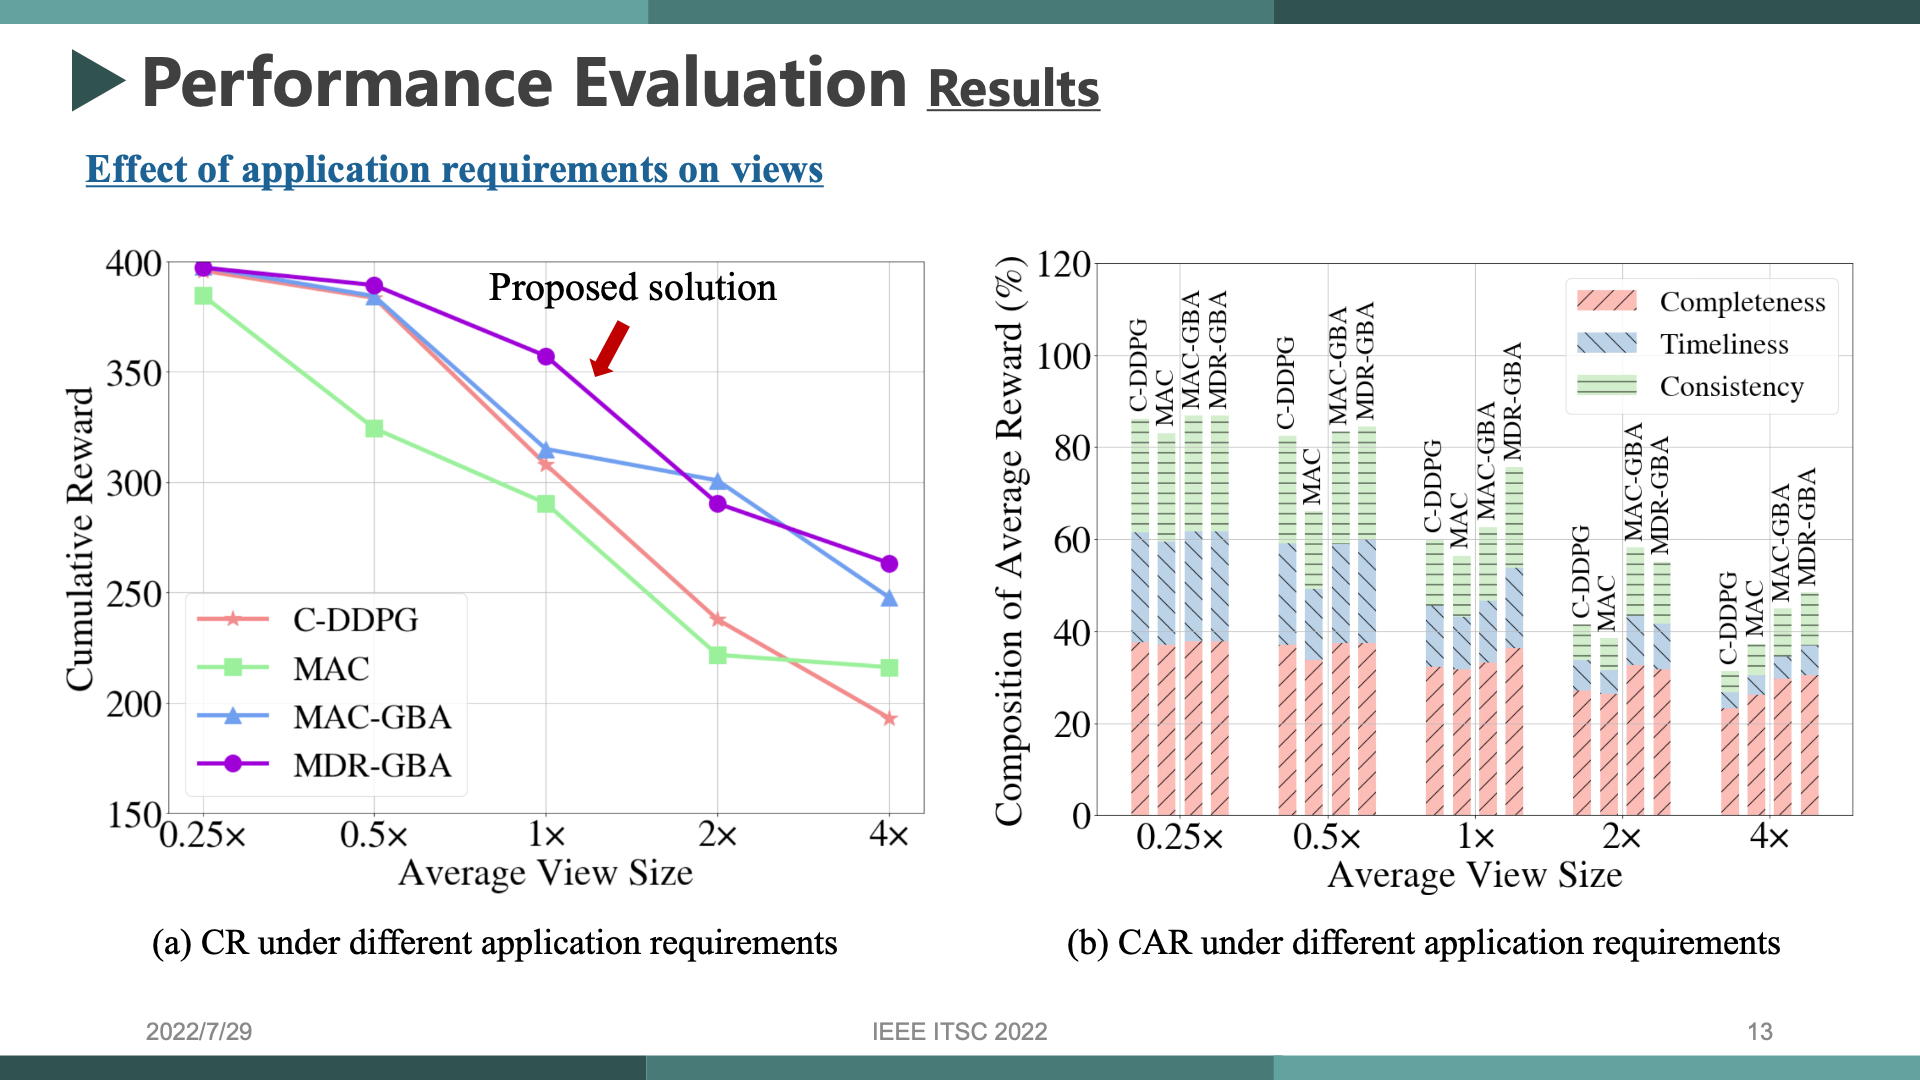 Performance Evaluation Results
Effect of application requirements on views
400
350
300
250
200
150
Cumulative Reward
Proposed solution
C-DDPG
MAC
MAC-GBA
MDR-GBA
0.25×
0.5×
1×
2×
4×
Average View Size
(a) CR under different application requirements
120
100
80
60
40
20
0
Composition of Average Reward (%)
Completeness
Timeliness
Consistency
C-DDPG
MAC
MAC-GBA
MDR-GBA
C-DDPG
MAC
MAC-GBA
MDR-GBA
C-DDPG
MAC
MAC-GBA
MDR-GBA
C-DDPG
MAC
MAC-GBA
MDR-GBA
C-DDPG
MAC
MAC-GBA
MDR-GBA
0.25×
0.5×
1×
2×
4×
Average View Size
(b) CAR under different application requirements
2022/7/29
IEEE ITSC 2022
13